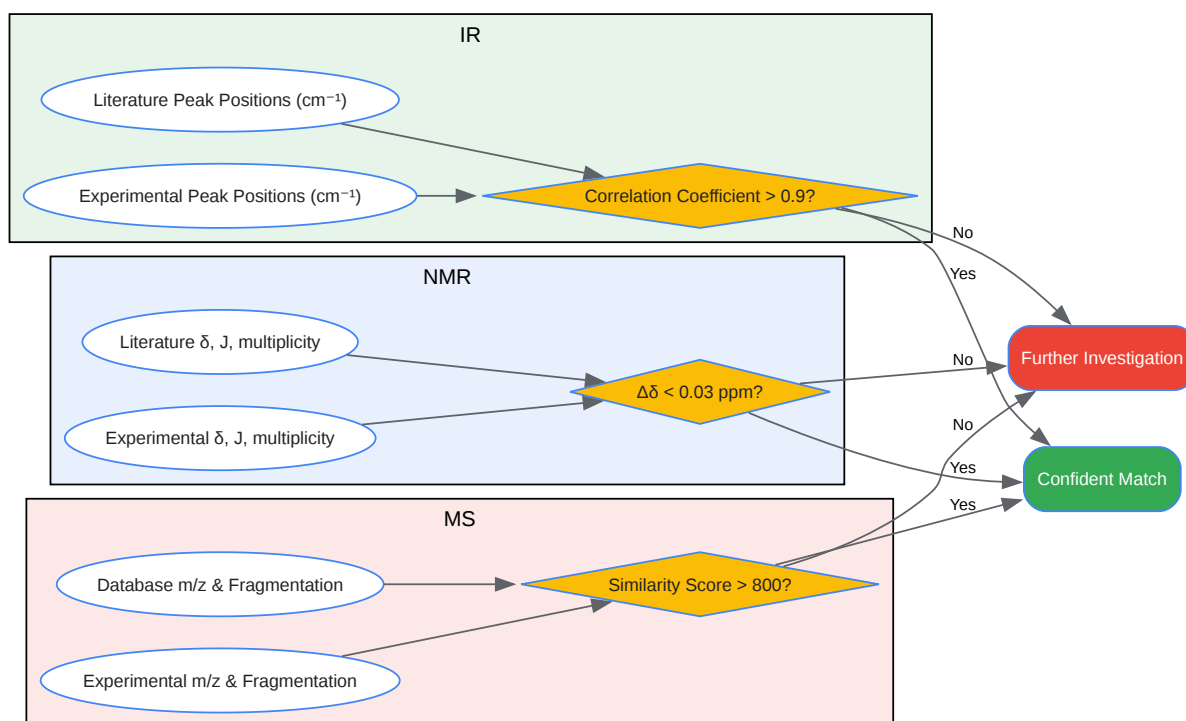 IR
Literature Peak Positions (cm⁻¹)
Experimental Peak Positions (cm⁻¹)
Correlation Coefficient > 0.9?
No
Yes
NMR
Literature δ, J, multiplicity
Experimental δ, J, multiplicity
Δδ < 0.03 ppm?
No
Yes
Further Investigation
Confident Match
MS
Database m/z & Fragmentation
Experimental m/z & Fragmentation
Similarity Score > 800?
No
Yes